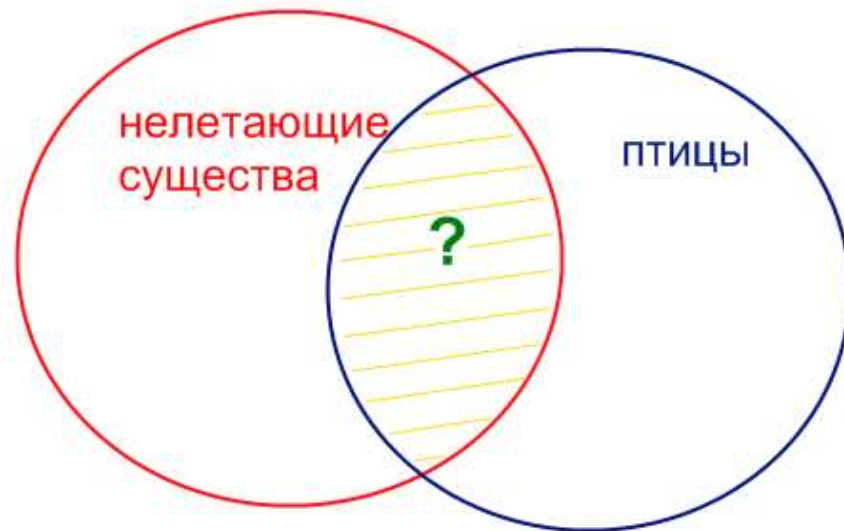 нелетающие
существа
птицы
?